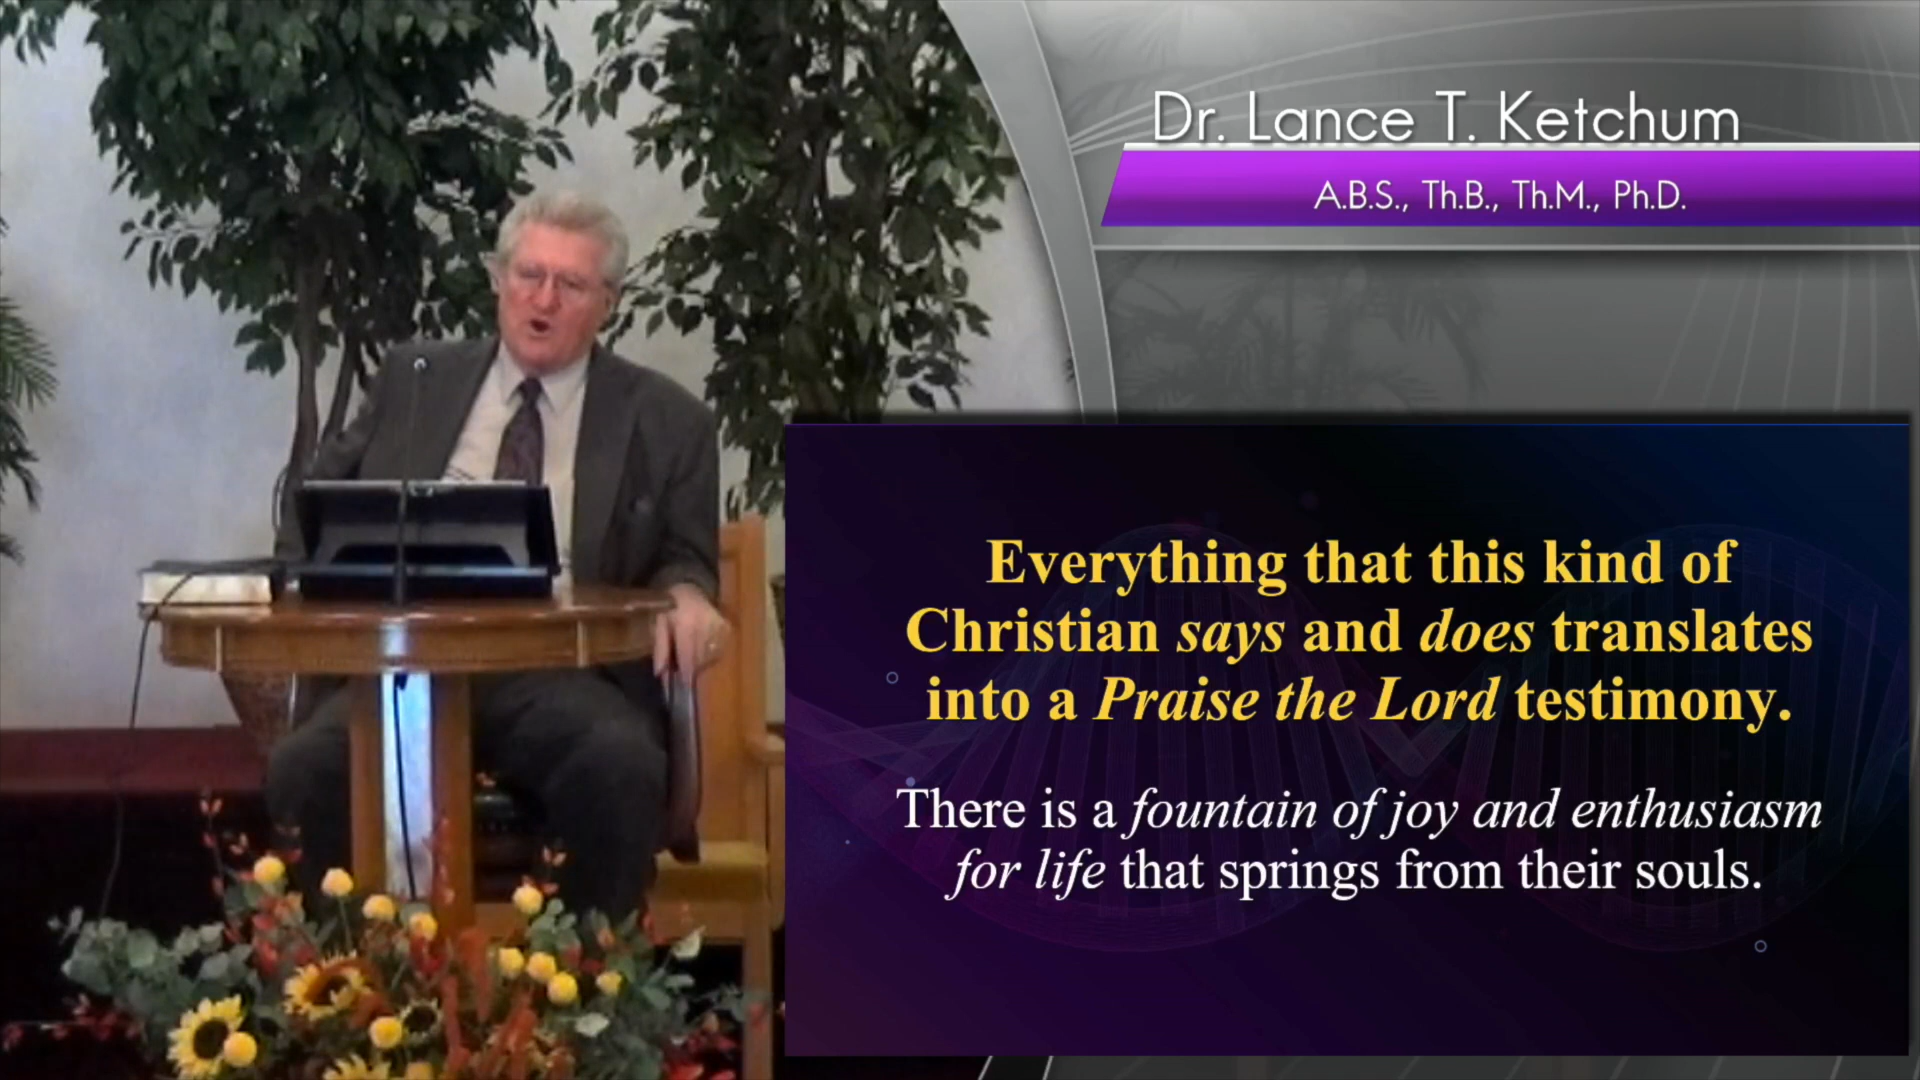 Dr. Lance T. Ketchum
A.B.S., Th.B., Th.M., Ph.D.
Everything that this kind of
Christian says and does translates
into a Praise the Lord testimony.
There is a fountain of joy and enthusiasm
for life that springs from their souls.